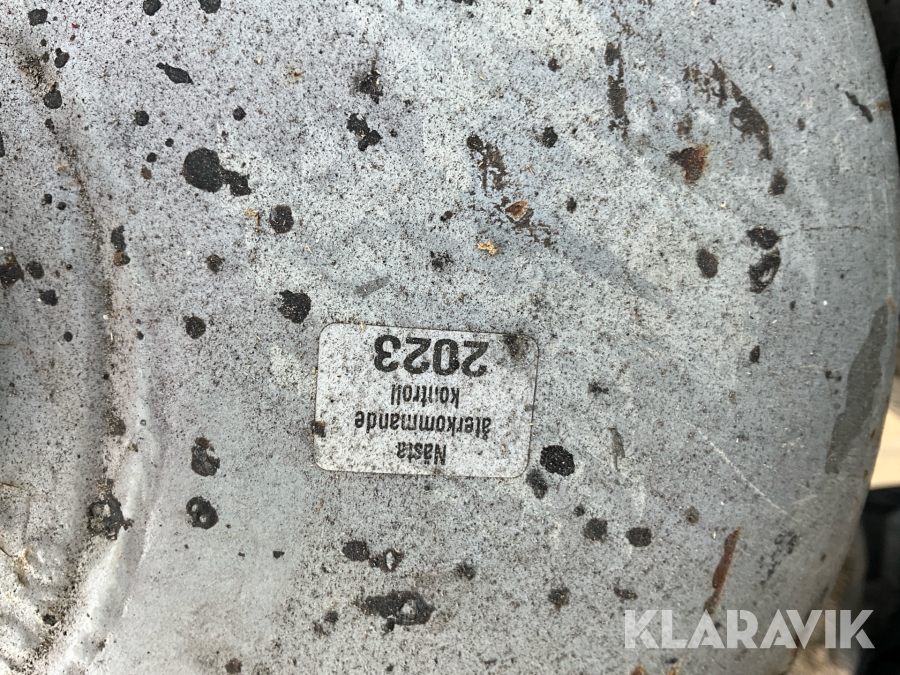 Nästa
återkommande
kontroll
2023
KLARAVIK